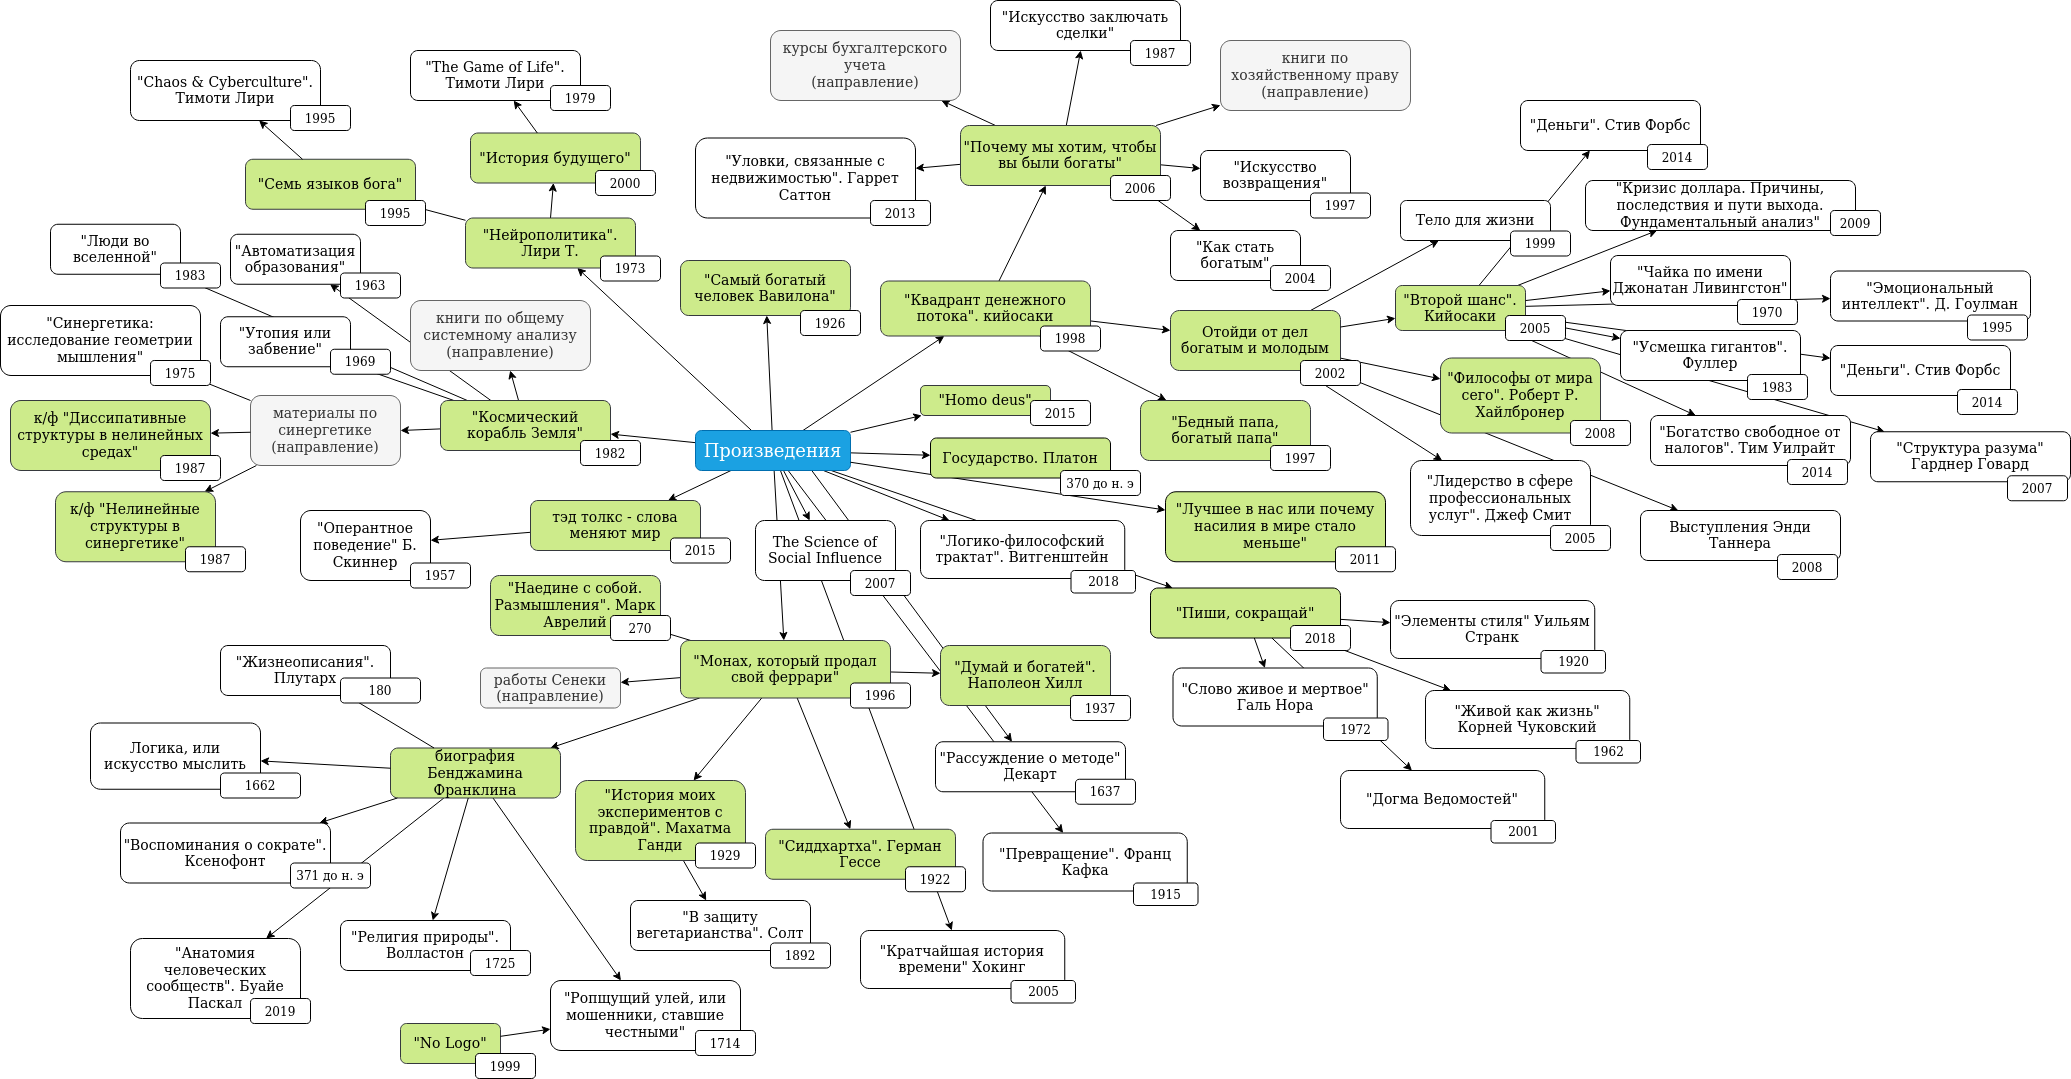 "Искусство заключать
сделки"
1987
курсы бухгалтерского
учета
(направление)
книги по
хозяйственному праву
(направление)
"The Game of Life".
Тимоти Лири
1979
"Chaos & Cyberculture".
Тимоти Лири
1995
"История будущего"
2000
"Семь языков бога"
1995
"Почему мы хотим, чтобы
вы были богаты"
2006
"Уловки, связанные с
недвижимостью". Гаррет
Саттон
2013
"Искусство
возвращения"
1997
"Деньги". Стив Форбс
2014
"Кризис доллара. Причины,
последствия и пути выхода.
Фундаментальный анализ"
2009
Тело для жизни
1999
"Люди во
вселенной"
1983
"Автоматизация
образования"
1963
"Нейрополитика".
Лири Т.
1973
"Самый богатый
человек Вавилона"
1926
"Квадрант денежного
потока". кийосаки
1998
"Как стать
богатым"
2004
"Второй шанс".
Кийосаки
2005
"Чайка по имени
Джонатан Ливингстон"
1970
"Эмоциональный
интеллект". Д. Гоулман
1995
"Синергетика:
исследование геометрии
мышления"
1975
"Утопия или
забвение"
1969
книги по общему
системному анализу
(направление)
Отойди от дел
богатым и молодым
2002
"Усмешка гигантов".
Фуллер
1983
"Деньги". Стив Форбс
2014
"Философы от мира
сего". Роберт Р.
Хайлбронер
2008
к/ф "Диссипативные
структуры в нелинейных
средах"
1987
материалы по
синергетике
(направление)
"Космический
корабль Земля"
1982
Произведения
"Homo deus"
2015
Государство. Платон
370 до н. э
"Бедный папа,
богатый папа"
1997
"Богатство свободное от
налогов". Тим Уилрайт
2014
"Структура разума"
Гарднер Говард
2007
к/ф "Нелинейные
структуры в
синергетике"
1987
"Оперантное
поведение" Б.
Скиннер
1957
тэд толкс - слова
меняют мир
2015
The Science of
Social Influence
2007
"Логико-философский
трактат". Витгенштейн
2018
"Лучшее в нас или почему
насилия в мире стало
меньше"
2011
"Лидерство в сфере
профессиональных
услуг". Джеф Смит
2005
Выступления Энди
Таннера
2008
"Наедине с собой.
Размышления". Марк
Аврелий
270
"Пиши, сокращай"
2018
"Элементы стиля" Уильям
Странк
1920
"Жизнеописания".
Плутарх
180
работы Сенеки
(направление)
"Монах, который продал
свой феррари"
1996
"Думай и богатей".
Наполеон Хилл
1937
"Слово живое и мертвое"
Галь Нора
1972
"Живой как жизнь"
Корней Чуковский
1962
Логика, или
искусство мыслить
1662
биография
Бенджамина
Франклина
"Рассуждение о методе"
Декарт
1637
"Догма Ведомостей"
2001
"Воспоминания о сократе".
Ксенофонт
371 до н. э
"История моих
экспериментов с
правдой". Махатма
Ганди
1929
"Сиддхартха". Герман
Гессе
1922
"Превращение". Франц
Кафка
1915
"Анатомия
человеческих
сообществ". Буайе
Паскал
2019
"Религия природы".
Волластон
1725
"В защиту
вегетарианства". Солт
1892
"Кратчайшая история
времени" Хокинг
2005
"Ропщущий улей, или
мошенники, ставшие
честными"
1714
"No Logo"
1999